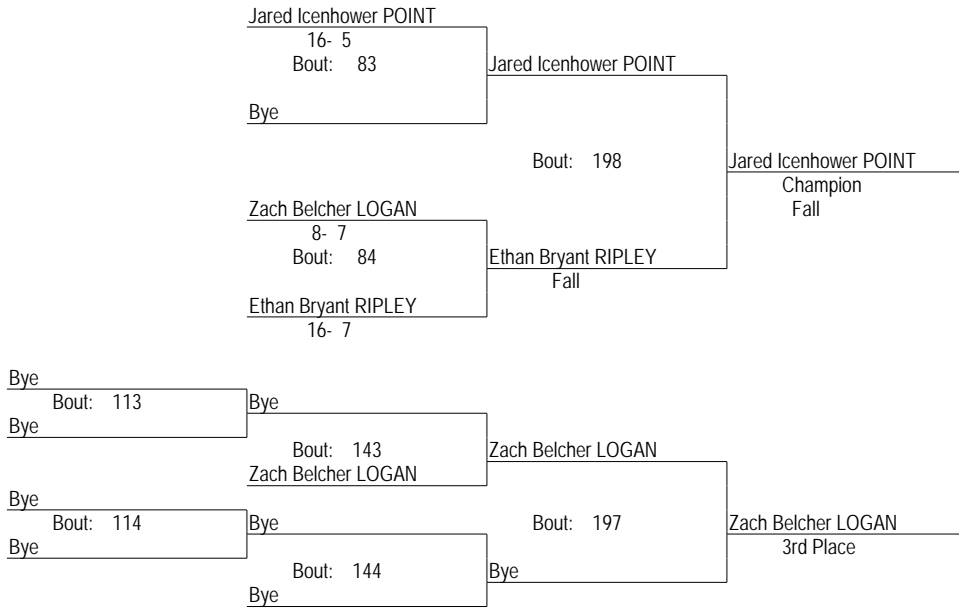 Jared Icenhower POINT
16- 5
Bout: 83
Jared Icenhower POINT
Bye
Bout: 198
Jared Icenhower POINT
Champion
Fall
Zach Belcher LOGAN
8- 7
Bout: 84
Ethan Bryant RIPLEY
Fall
Ethan Bryant RIPLEY
16- 7
Bye
Bout: 113
Bye
Bye
Bout: 143
Zach Belcher LOGAN
Zach Belcher LOGAN
Bye
Bout: 114
Bye
Bye
Bout: 197
Zach Belcher LOGAN
3rd Place
Bout: 144
Bye
Bye